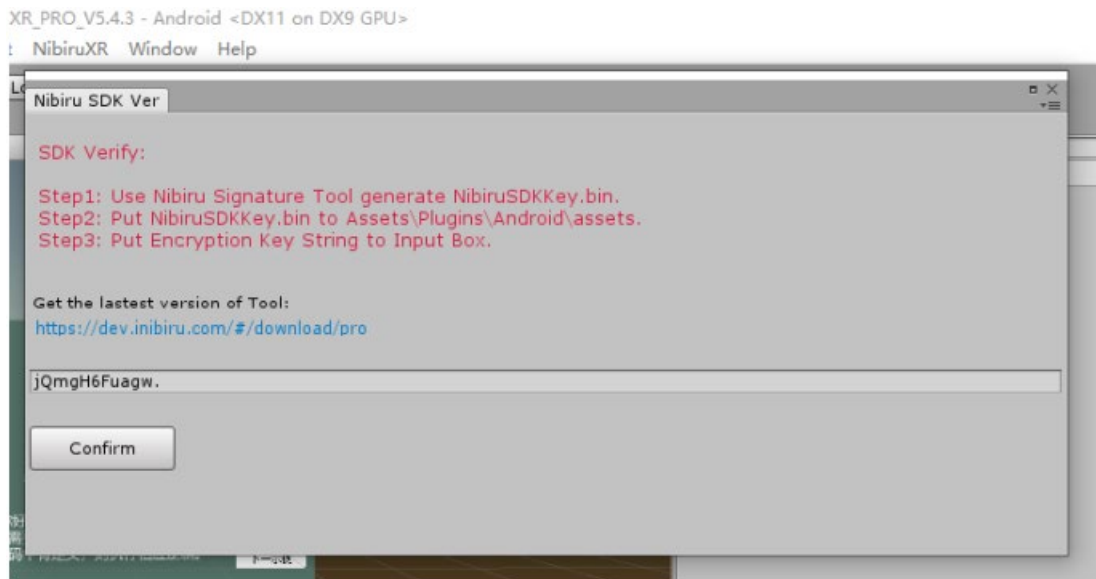 XR_PRO_V5.4.3 - Android <DX11 on DX9 GPU>
NibiruXR Window Help
Nibiru SDK Ver
SDK Verify:
Step1: Use Nibiru Signature Tool generate NibiruSDKKey.bin.
Step2: Put NibiruSDKKey.bin to Assets\Plugins\Android\assets.
Step3: Put Encryption Key String to Input Box.
Get the lastest version of Tool:
https://dev.inibiru.com/#/download/pro
jQmgH6Fuagw.
Confirm